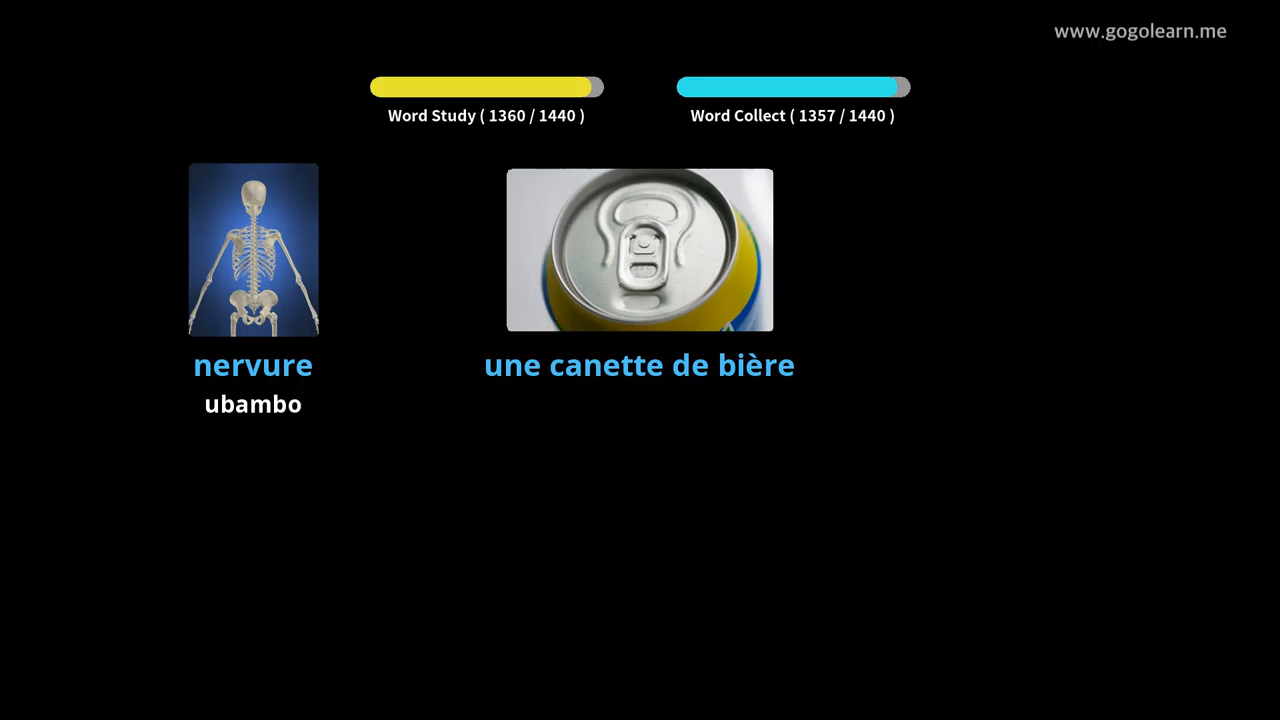 www.gogolearn.me
Word Study ( 1360 / 1440 )
Word Collect ( 1357 / 1440 )
nervure
ubambo
une canette de bière